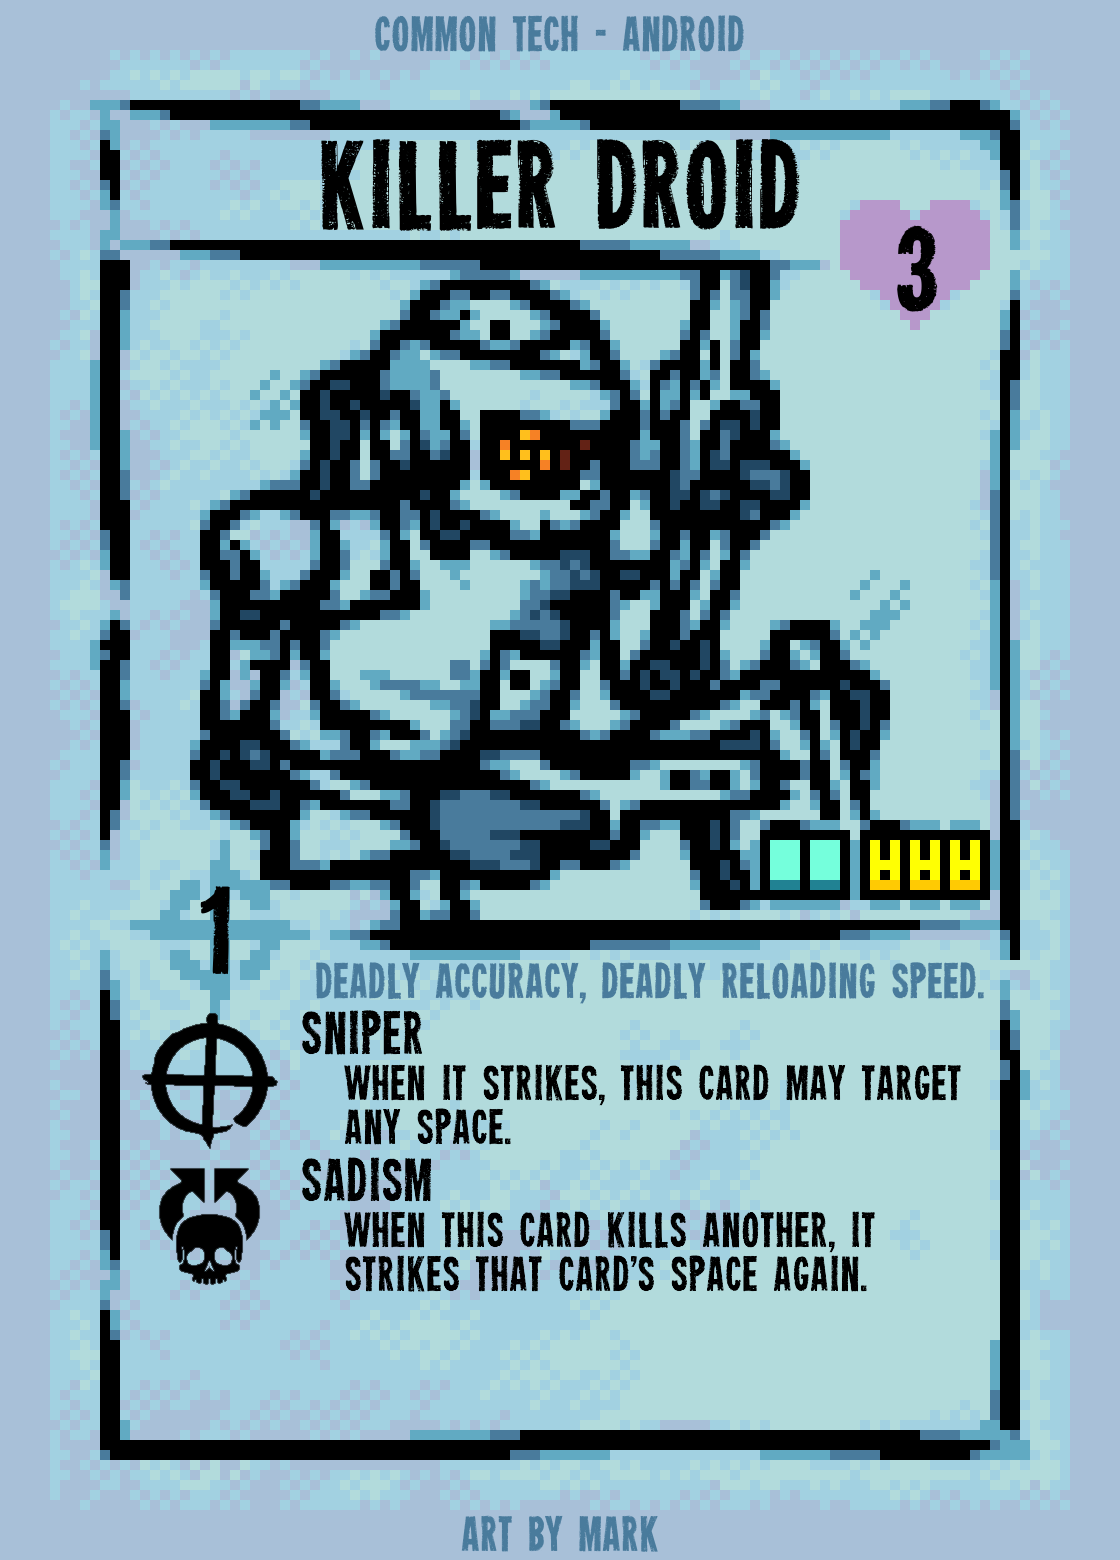 COMMON TECH - ANDROID
KILLER DROID
3
1
DEADLY ACCURACY, DEADLY RELOADING SPEED.
SNIPER
WHEN IT STRIKES, THIS CARD MAY TARGET
ANY SPACE.
SADISM
WHEN THIS CARD KILLS ANOTHER, IT
STRIKES THAT CARD'S SPACE AGAIN.
ART BY MARK